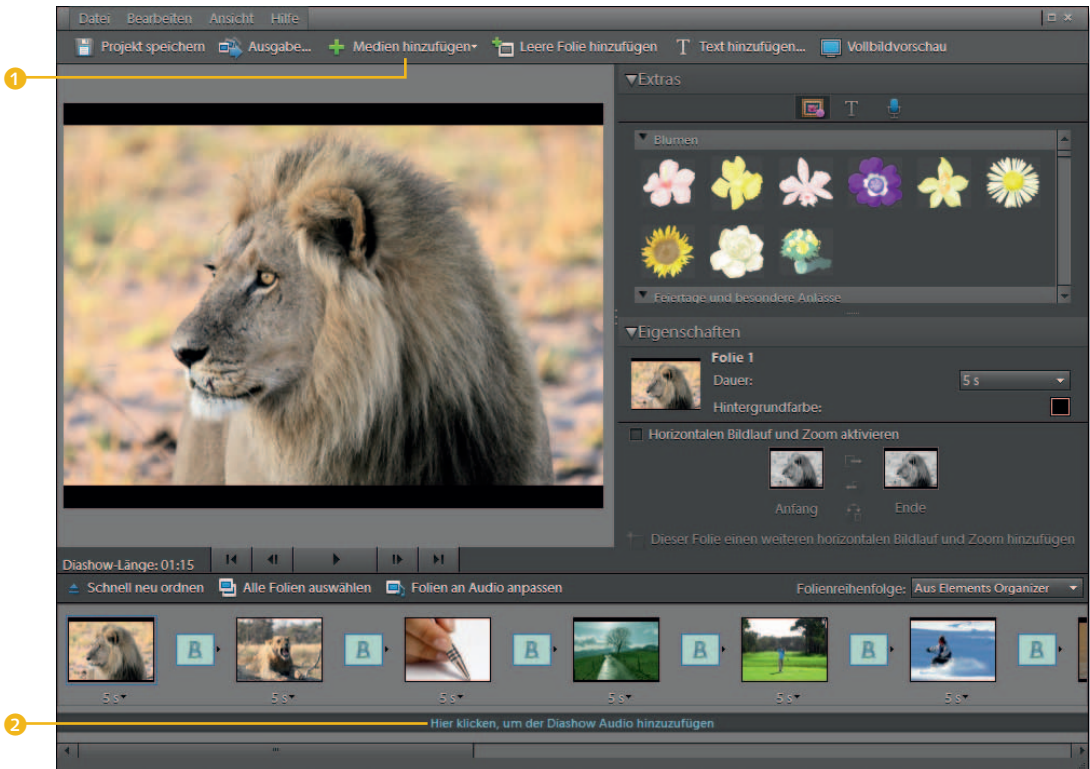 Datei Bearbeiten Ansicht Hilfe
Projekt speichern Ausgabe... Medien hinzufügen Leere Folie hinzufügen T Text hinzufügen... Vollbildvorschau
1
Extras
T
Blumen
Feiertage und besondere Anlässe
Eigenschaften
Folie 1
Dauer: 5 s
Hintergrundfarbe:
Horizontalen Bildlauf und Zoom aktivieren
Anfang Ende
Dieser Folie einen weiteren horizontalen Bildlauf und Zoom hinzufügen
Diashow-Länge: 01:15
Schnell neu ordnen Alle Folien auswählen Folien an Audio anpassen Folienreihenfolge: Aus Elements Organizer
B B B B B B
5 s 5 s 5 s 5 s 5 s 5 s
2
Hier klicken, um der Diashow Audio hinzuzufügen